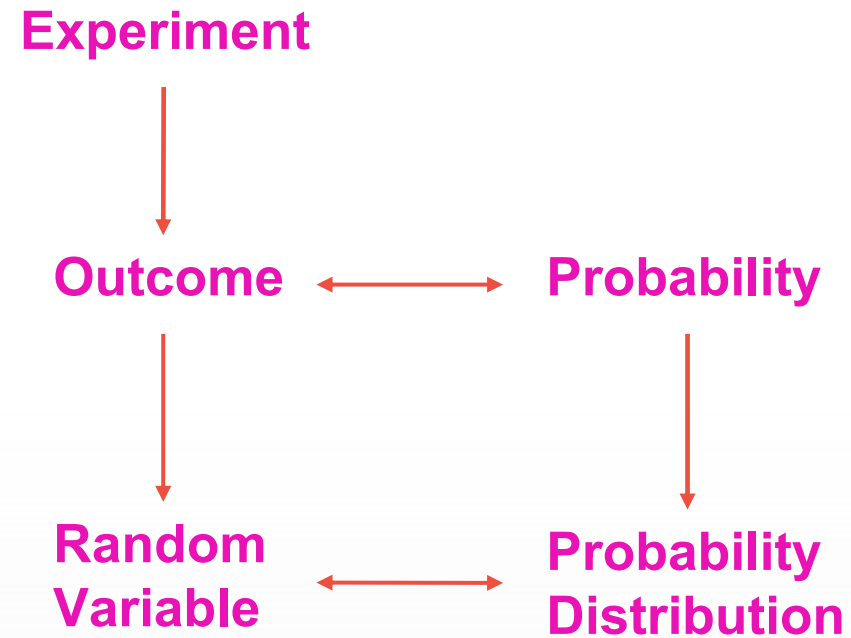 Experiment
Outcome
Probability
Random
Variable
Probability
Distribution